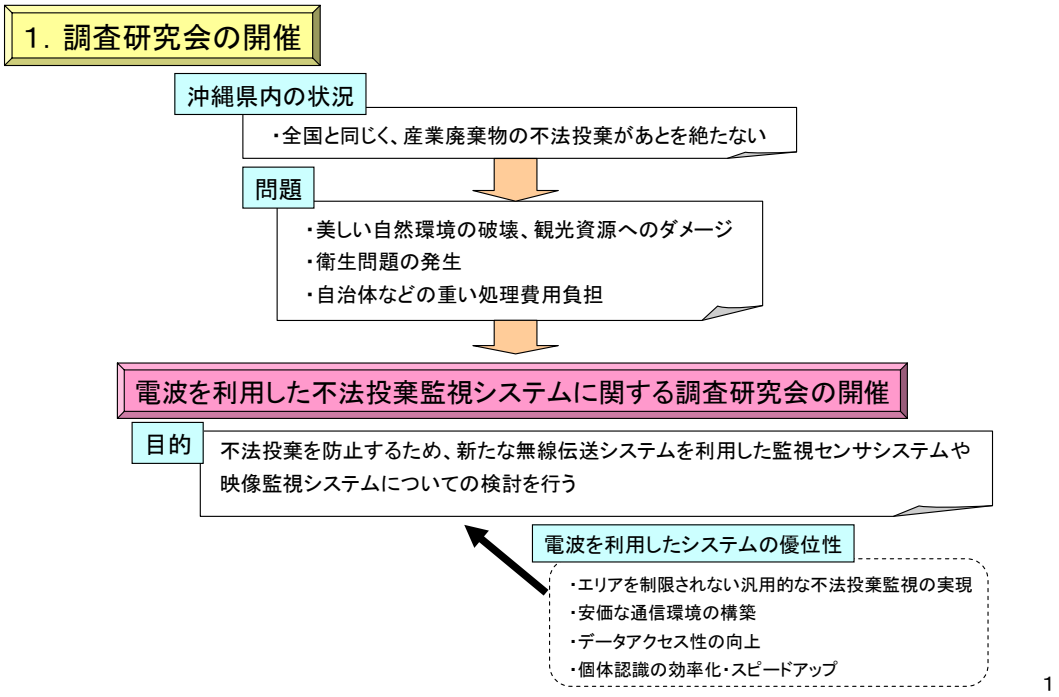 1. 調査研究会の開催
沖縄県内の状況
・全国と同じく、産業廃棄物の不法投棄があとを絶たない
問題
・美しい自然環境の破壊、観光資源へのダメージ
・衛生問題の発生
・自治体などの重い処理費用負担
電波を利用した不法投棄監視システムに関する調査研究会の開催
目的
不法投棄を防止するため、新たな無線伝送システムを利用した監視センサシステムや
映像監視システムについての検討を行う
電波を利用したシステムの優位性
・エリアを制限されない汎用的な不法投棄監視の実現
・安価な通信環境の構築
・データアクセス性の向上
・個体認識の効率化・スピードアップ
1